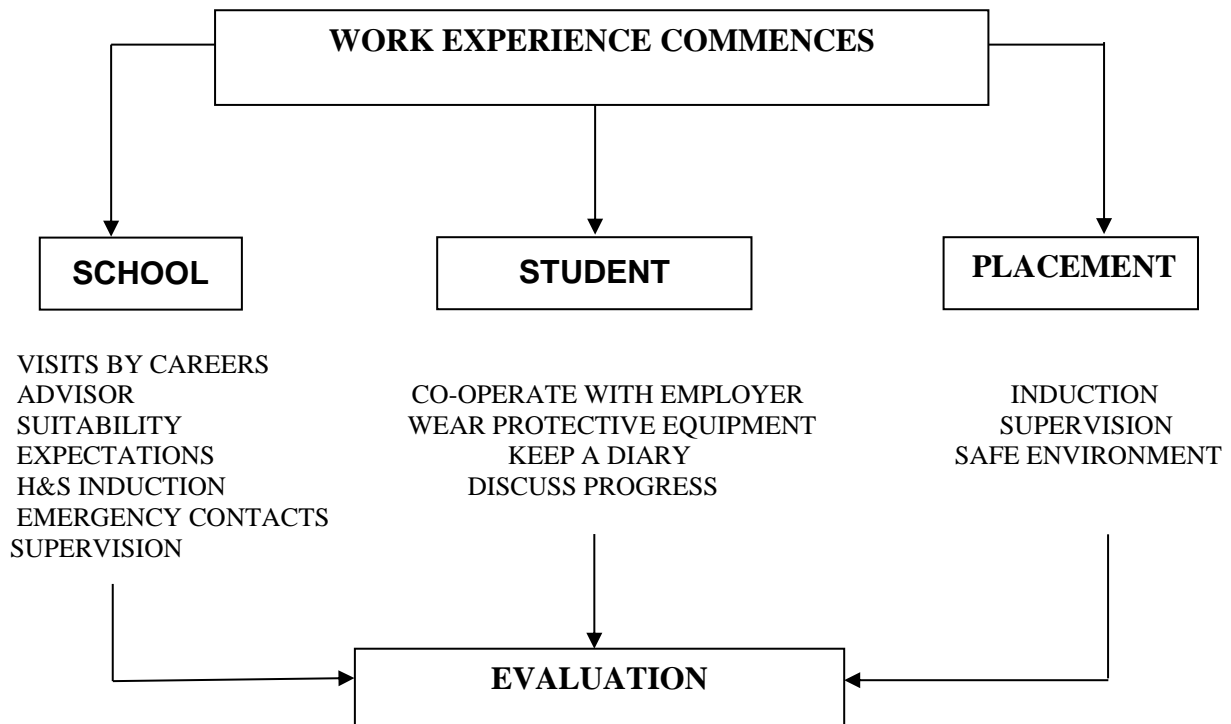 WORK EXPERIENCE COMMENCES
SCHOOL
STUDENT
PLACEMENT
VISITS BY CAREERS
ADVISOR
SUITABILITY
EXPECTATIONS
H&S INDUCTION
EMERGENCY CONTACTS
SUPERVISION
CO-OPERATE WITH EMPLOYER
WEAR PROTECTIVE EQUIPMENT
KEEP A DIARY
DISCUSS PROGRESS
INDUCTION
SUPERVISION
SAFE ENVIRONMENT
EVALUATION